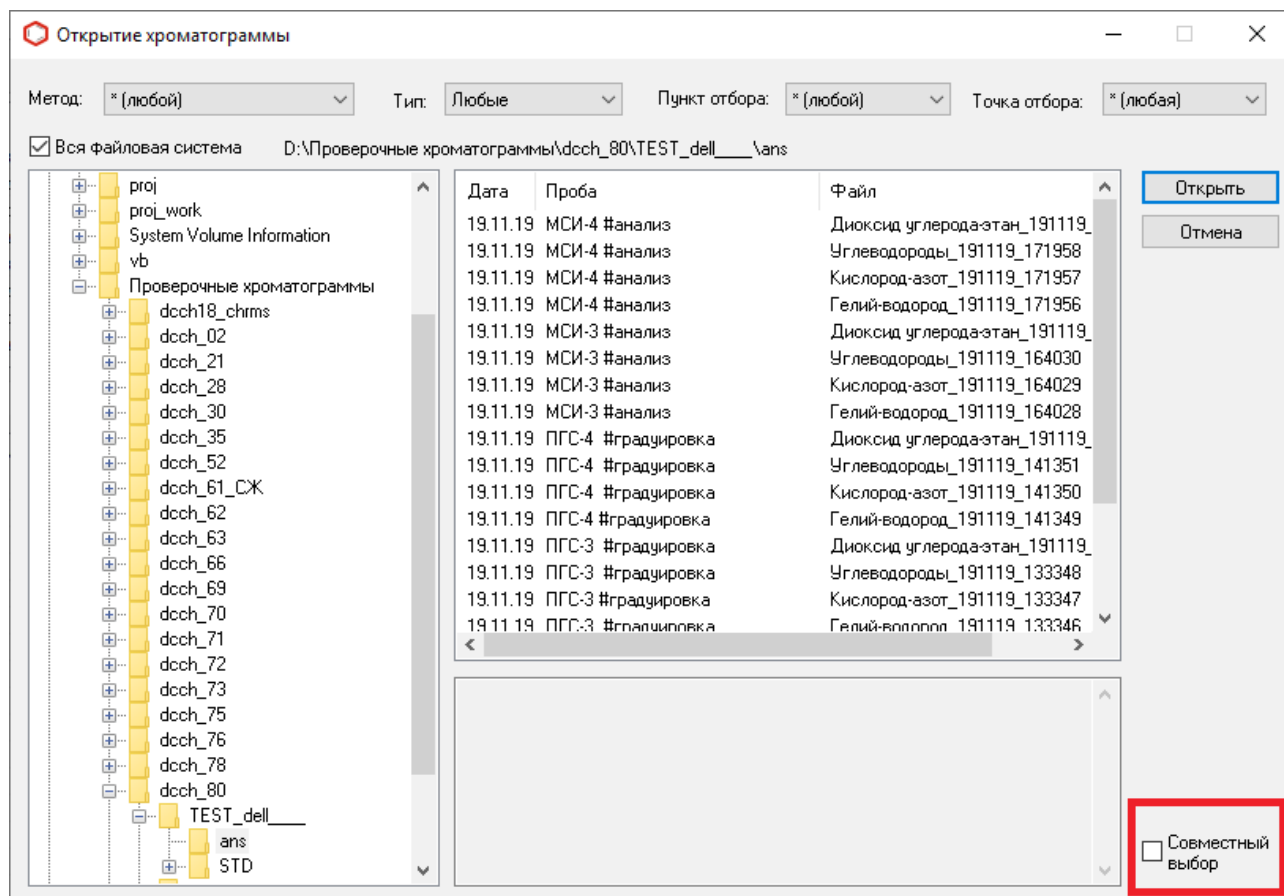 Открытие хроматограммы
Метод: * (любой) Тип: Любые Пункт отбора: * (любой) Точка отбора: * (любая)
Вся файловая система D:\Проверочные хроматограммы\dcch_80\TEST_dell____\ans
proj
proj_work
System Volume Information
vb
Проверочные хроматограммы
dcch18_chrms
dcch_02
dcch_21
dcch_28
dcch_30
dcch_35
dcch_52
dcch_61_СЖ
dcch_62
dcch_63
dcch_66
dcch_69
dcch_70
dcch_71
dcch_72
dcch_73
dcch_75
dcch_76
dcch_78
dcch_80
TEST_dell____
ans
STD
Дата Проба Файл
19.11.19 МСИ-4 #анализ Диоксид углерода-этан_191119_
19.11.19 МСИ-4 #анализ Углеводороды_191119_171958
19.11.19 МСИ-4 #анализ Кислород-азот_191119_171957
19.11.19 МСИ-4 #анализ Гелий-водород_191119_171956
19.11.19 МСИ-3 #анализ Диоксид углерода-этан_191119_
19.11.19 МСИ-3 #анализ Углеводороды_191119_164030
19.11.19 МСИ-3 #анализ Кислород-азот_191119_164029
19.11.19 МСИ-3 #анализ Гелий-водород_191119_164028
19.11.19 ПГС-4 #градуировка Диоксид углерода-этан_191119_
19.11.19 ПГС-4 #градуировка Углеводороды_191119_141351
19.11.19 ПГС-4 #градуировка Кислород-азот_191119_141350
19.11.19 ПГС-4 #градуировка Гелий-водород_191119_141349
19.11.19 ПГС-3 #градуировка Диоксид углерода-этан_191119_
19.11.19 ПГС-3 #градуировка Углеводороды_191119_133348
19.11.19 ПГС-3 #градуировка Кислород-азот_191119_133347
19.11.19 ПГС-3 #градуировка Гелий-водород_191119_133346
Открыть
Отмена
Совместный
выбор